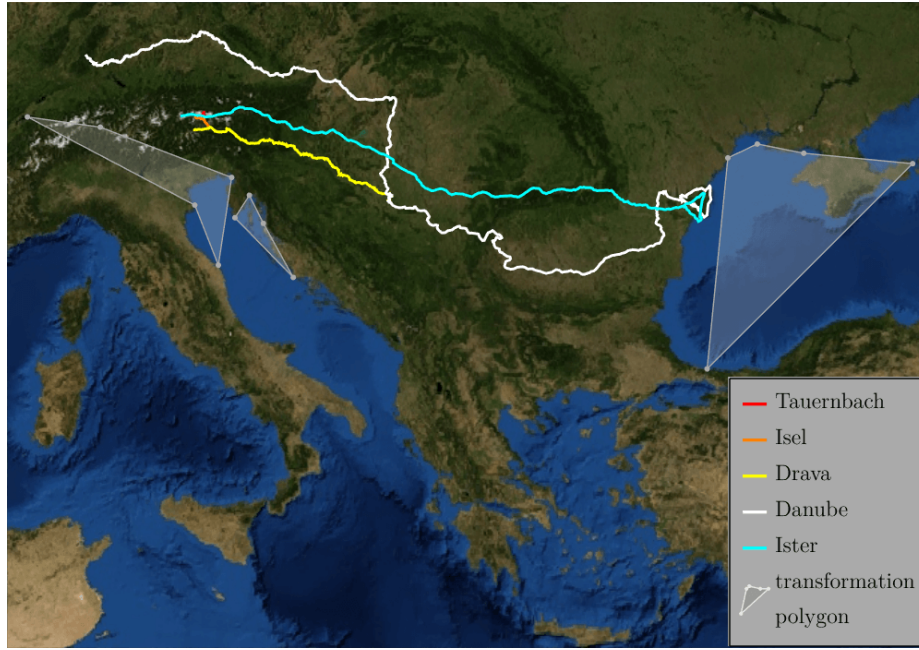 Tauernbach
Isel
Drava
Danube
Ister
transformation
polygon